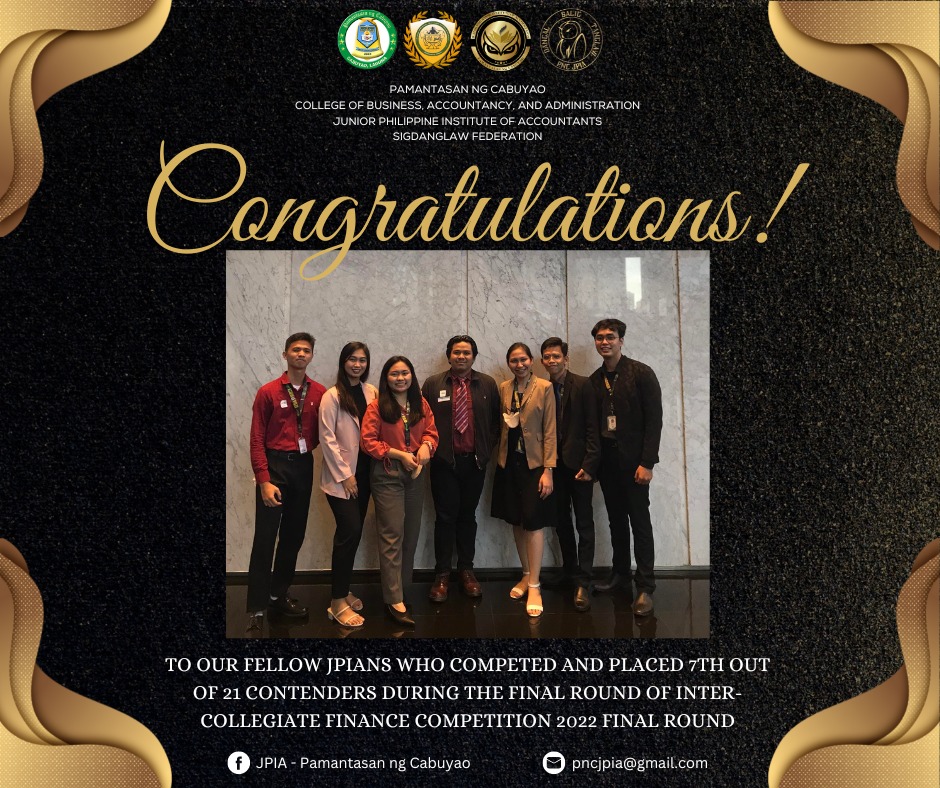 PAMANTASAN NG CABUYAO
COLLEGE OF BUSINESS, ACCOUNTANCY, AND ADMINISTRATION
JUNIOR PHILIPPINE INSTITUTE OF ACCOUNTANTS
SIGDANGLAW FEDERATION
Congratulations!
TO OUR FELLOW JPIANS WHO COMPETED AND PLACED 7TH OUT
OF 21 CONTENDERS DURING THE FINAL ROUND OF INTER-
COLLEGIATE FINANCE COMPETITION 2022 FINAL ROUND
JPIA - Pamantasan ng Cabuyao
pncjpia@gmail.com